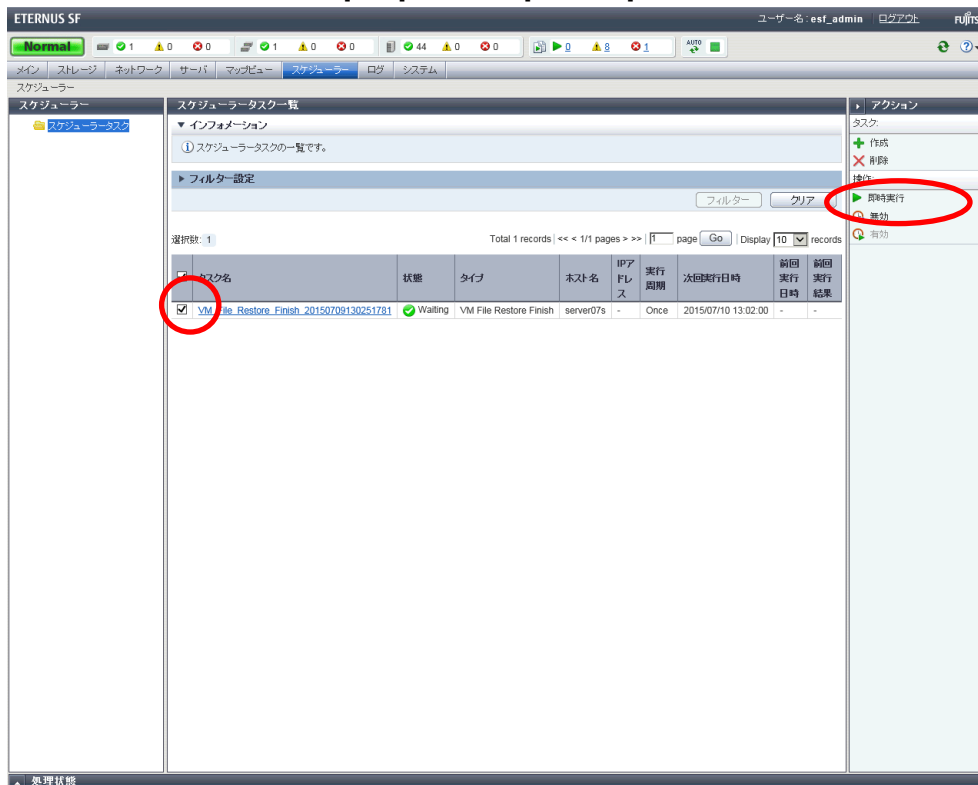 ETERNUS SF
ユーザー名 : esf_admin ログアウト FUJITSU
Normal 1 0 0 1 0 0 44 0 0 0 8 1 AUTO
メイン ストレージ ネットワーク サーバ マップビュー スケジューラー ログ システム
スケジューラー
スケジューラー
スケジューラータスク
スケジューラータスク一覧
▼ インフォメーション
スケジューラータスクの一覧です。
▶ フィルター設定
フィルター クリア
選択数: 1
Total 1 records | << < 1/1 pages > >> | 1 page Go | Display 10 records
タスク名 状態 タイプ ホスト名 IPアドレス 実行周期 次回実行日時 前回実行日時 前回実行結果
VM_File_Restore_Finish_20150709130251781 Waiting VM File Restore Finish server07s - Once 2015/07/10 13:02:00 - -
アクション
タスク:
作成
削除
操作:
即時実行
無効
有効
処理状態